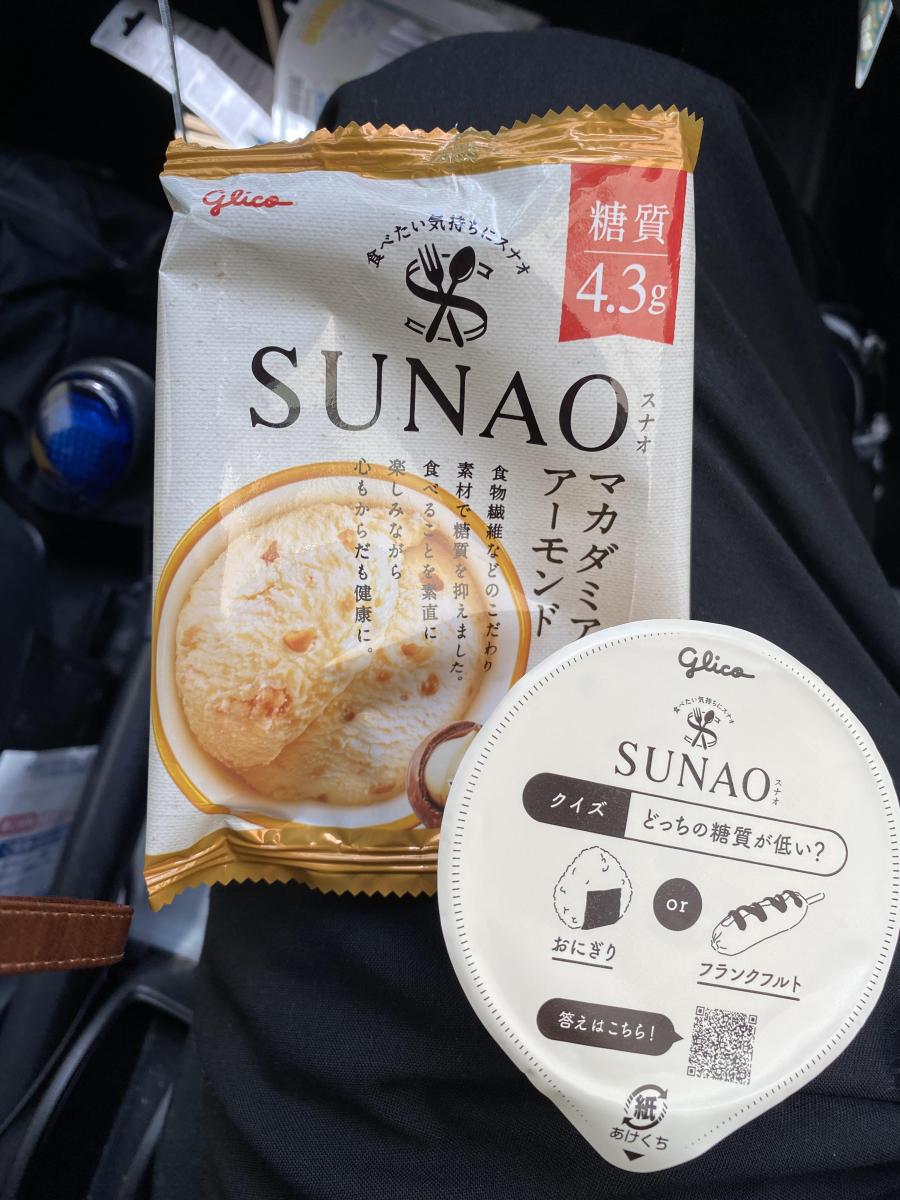 Glico
食べたい気持ちにスナオ
糖質
4.3g
SUNAO
スナオ
マカダミア
アーモンド
食物繊維などのこだわり
素材で糖質を抑えました。
食べることを素直に
楽しみながら
心もからだも健康に。
Glico
食べたい気持ちにスナオ
SUNAO
スナオ
クイズ
どっちの糖質が低い?
おにぎり
or
フランクフルト
答えはこちら!
紙
あけくち